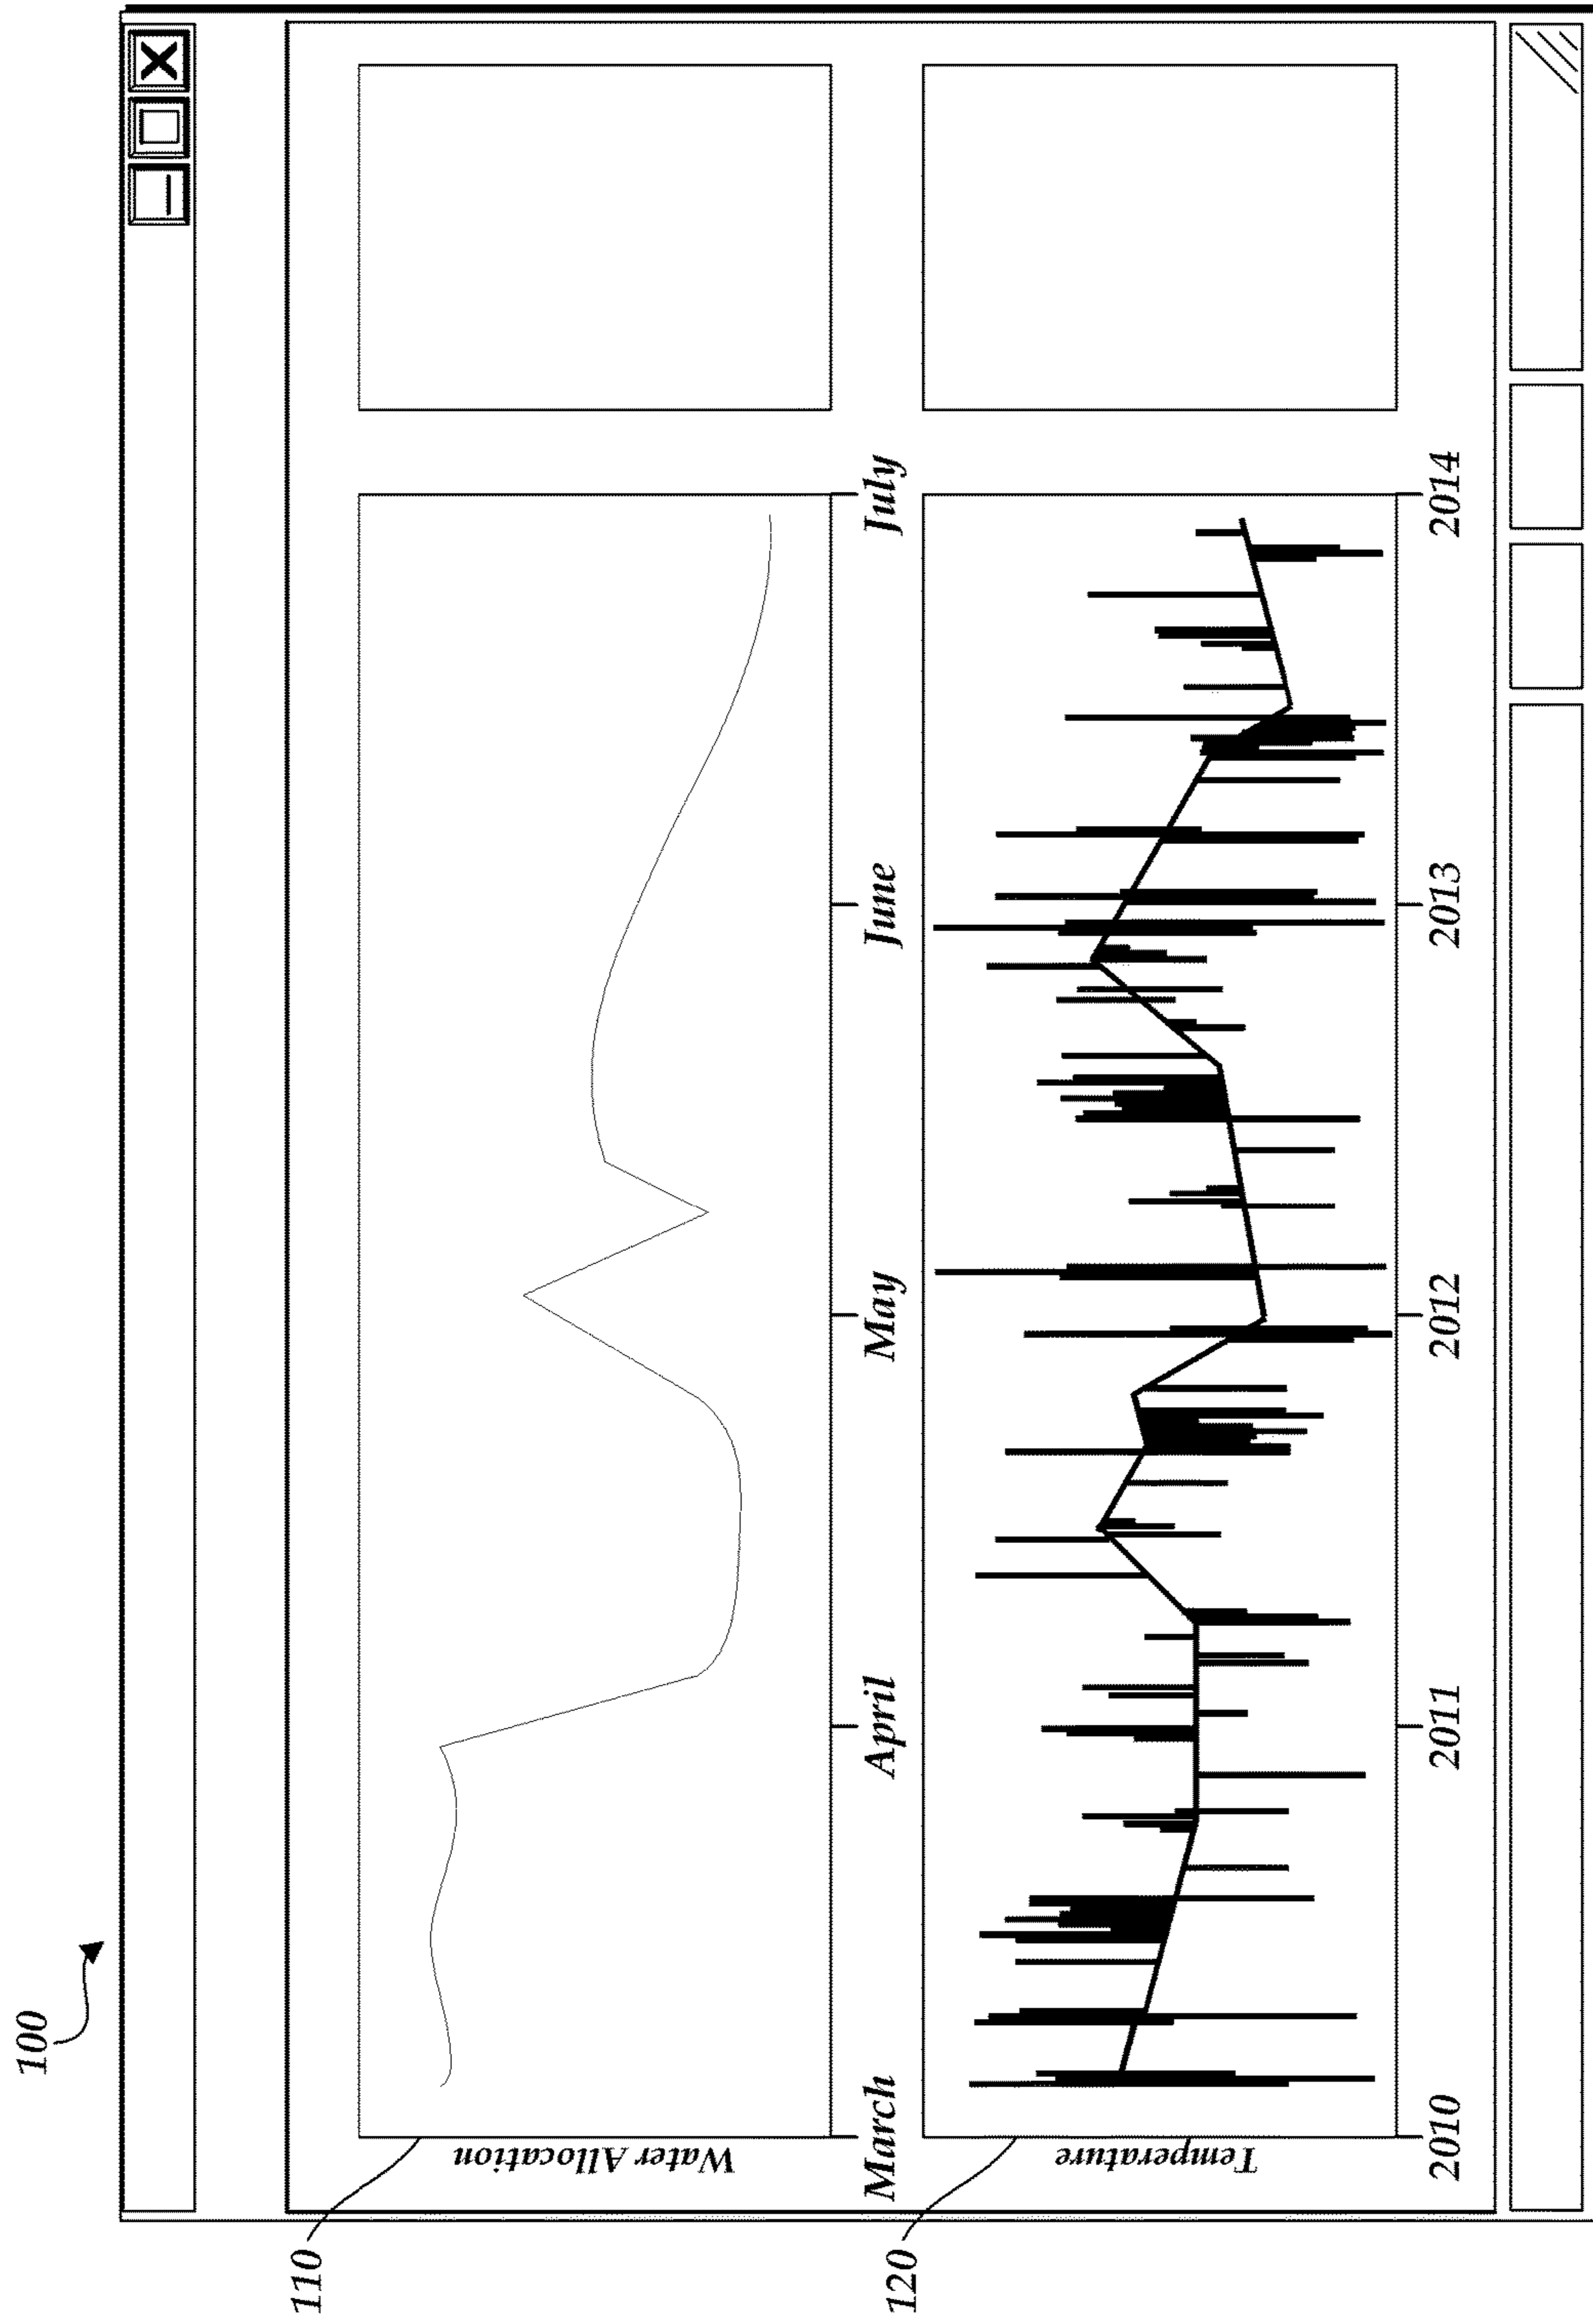 100
110
Water Allocation
March April May June July
120
Temperature
2010 2011 2012 2013 2014